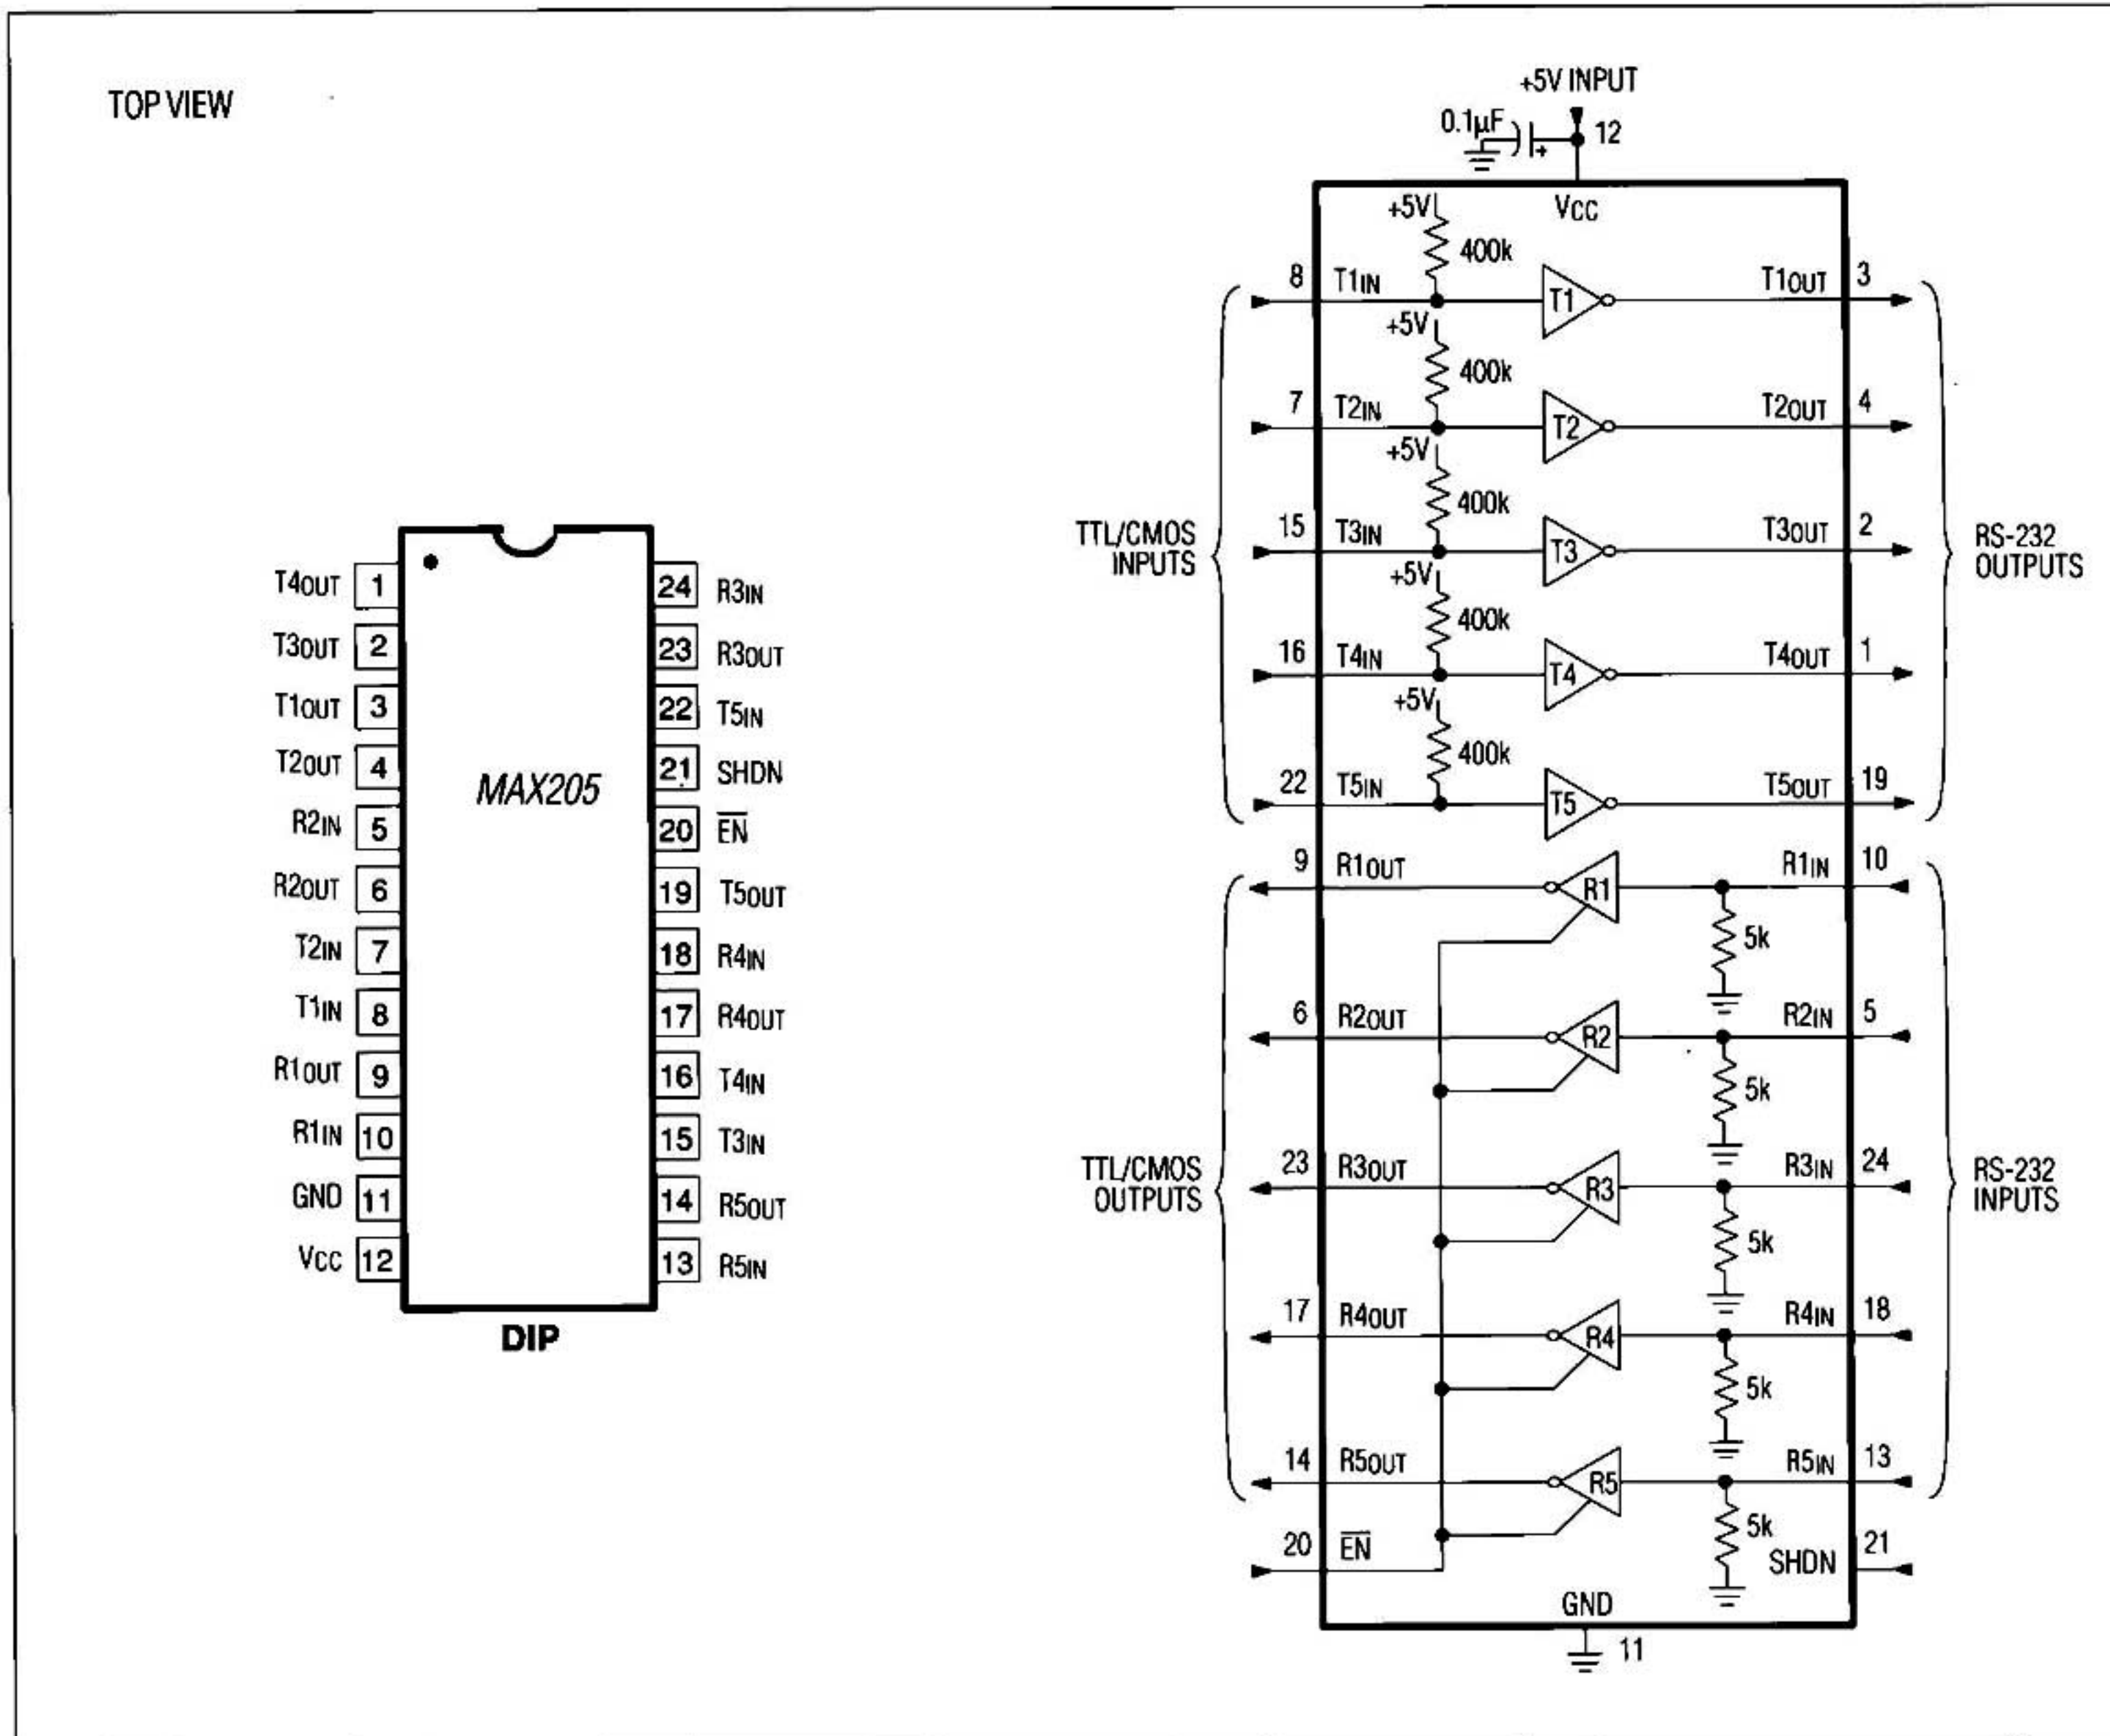 TOP VIEW
T4OUT 1
T3OUT 2
T1OUT 3
T2OUT 4
R2IN 5
R2OUT 6
T2IN 7
T1IN 8
R1OUT 9
R1IN 10
GND 11
VCC 12
MAX205
24 R3IN
23 R3OUT
22 T5IN
21 SHDN
20 E̅N̅
19 T5OUT
18 R4IN
17 R4OUT
16 T4IN
15 T3IN
14 R5OUT
13 R5IN
DIP
+5V INPUT
0.1µF
+
12
VCC
+5V
400k
8 T1IN T1 T1OUT 3
+5V
400k
7 T2IN T2 T2OUT 4
+5V
400k
15 T3IN T3 T3OUT 2
TTL/CMOS
INPUTS
RS-232
OUTPUTS
+5V
400k
16 T4IN T4 T4OUT 1
+5V
400k
22 T5IN T5 T5OUT 19
9 R1OUT R1 R1IN 10
5k
6 R2OUT R2 R2IN 5
5k
23 R3OUT R3 R3IN 24
TTL/CMOS
OUTPUTS
RS-232
INPUTS
5k
17 R4OUT R4 R4IN 18
5k
14 R5OUT R5 R5IN 13
5k
20 E̅N̅ SHDN 21
GND
11